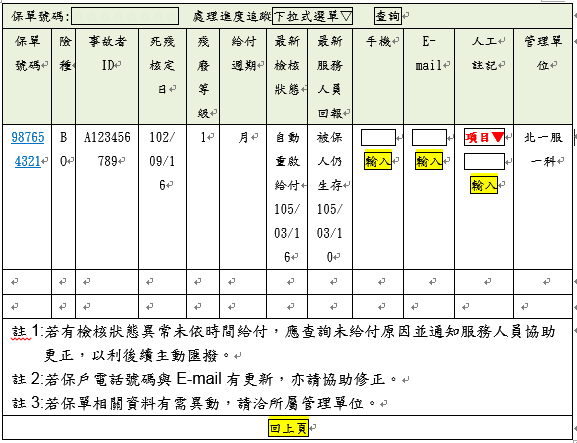 保單號碼: 處理進度追蹤 下拉式選單▽ 查詢
保單號碼 險種 事故者ID 死殘核定日 殘廢等級 給付週期 最新檢核狀態 最新服務人員回報 手機 E-mail 人工註記 管理單位
987654321 BO A123456789 102/09/16 1 月 自動重啟給付105/03/16 被保人仍生存105/03/10 輸入 輸入 項目▼ 輸入 北一服一科
註 1:若有檢核狀態異常未依時間給付，應查詢未給付原因並通知服務人員協助
更正，以利後續主動匯撥。
註 2:若保戶電話號碼與 E-mail 有更新，亦請協助修正。
註 3:若保單相關資料有需異動，請洽所屬管理單位。
回上頁